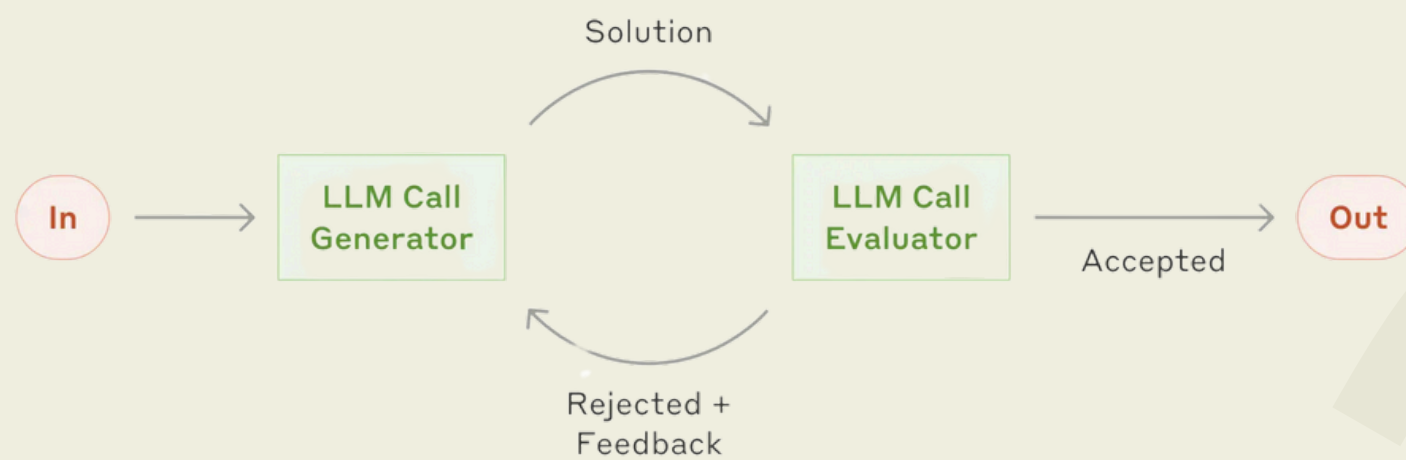 Solution
In
LLM Call
Generator
LLM Call
Evaluator
Accepted
Out
Rejected +
Feedback